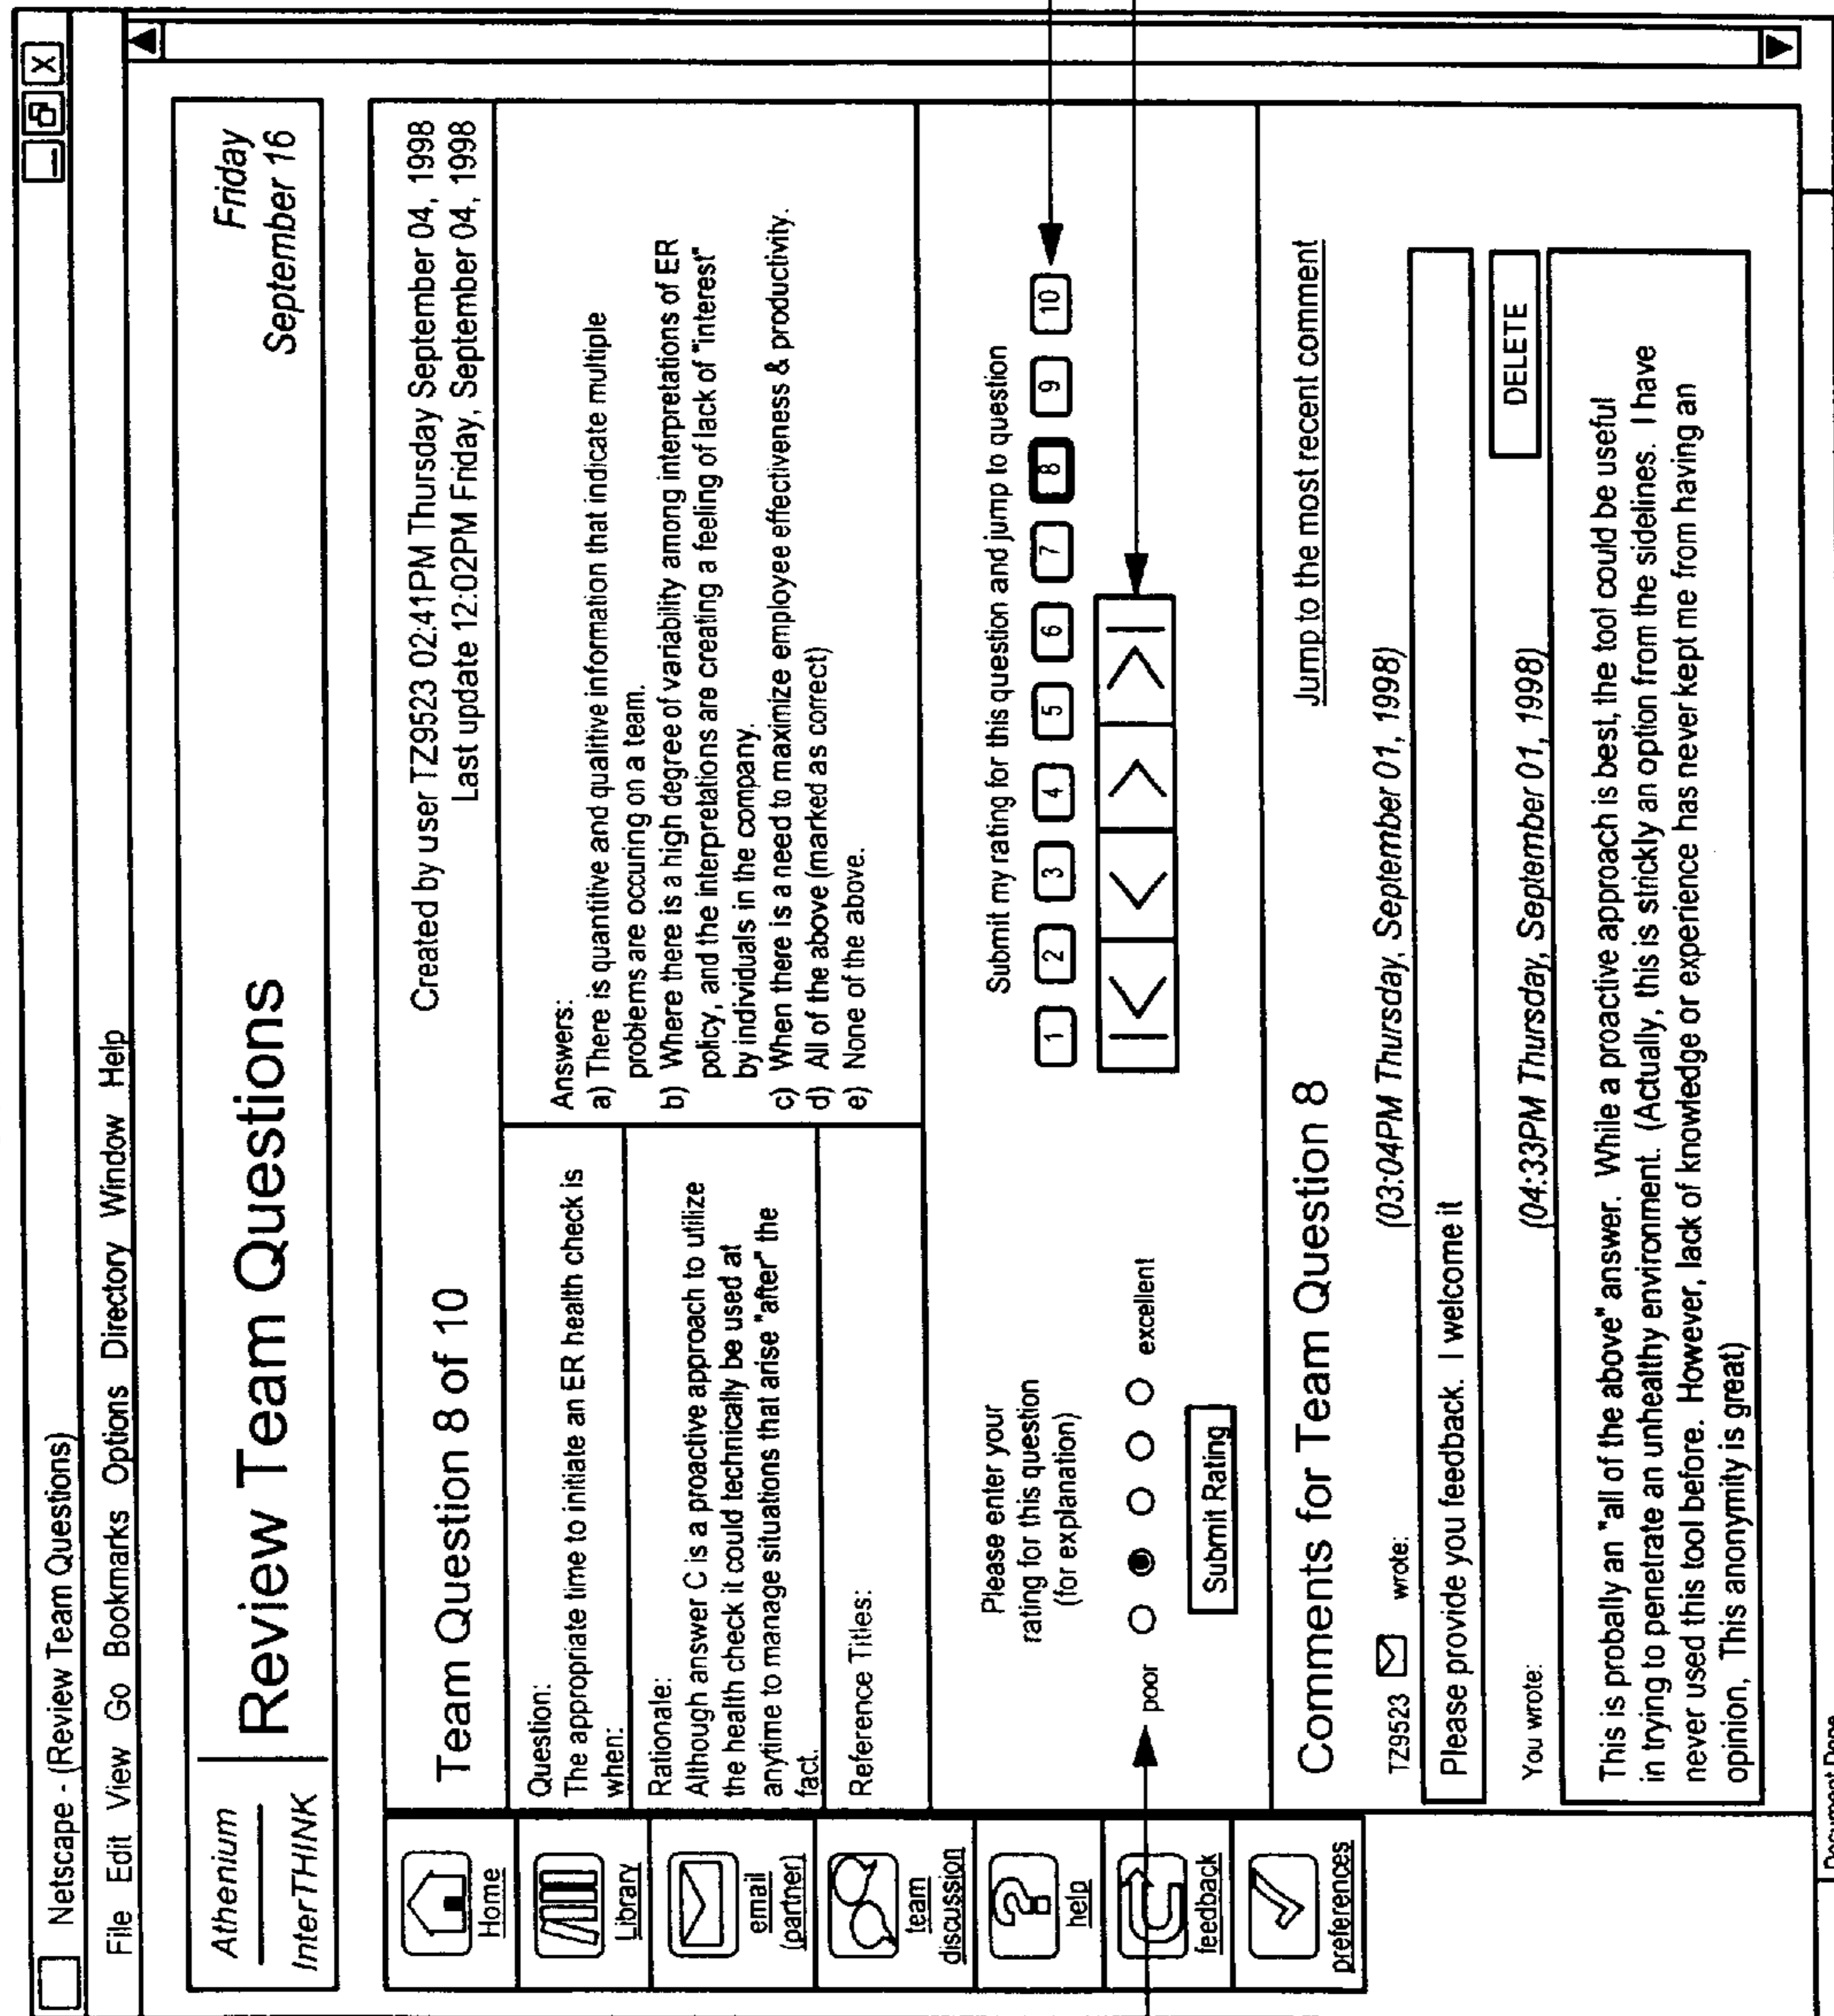 Netscape - (Review Team Questions)
X
File Edit View Go Bookmarks Options Directory Window Help
Athenium
InterTHINK
Review Team Questions
Friday
September 16
Home
Library
email
(partner)
team
discussion
?
help
feedback
preferences
Team Question 8 of 10
Created by user TZ9523 02:41PM Thursday September 04, 1998
Last update 12:02PM Friday, September 04, 1998
Question:
The appropriate time to initiate an ER health check is
when:
Rationale:
Although answer C is a proactive approach to utilize
the health check it could technically be used at
anytime to manage situations that arise "after" the
fact.
Reference Titles:
Answers:
a) There is quantive and qualitive information that indicate multiple
problems are occuring on a team.
b) Where there is a high degree of variability among interpretations of ER
policy, and the interpretations are creating a feeling of lack of "interest"
by individuals in the company.
c) When there is a need to maximize employee effectiveness & productivity.
d) All of the above (marked as correct)
e) None of the above.
Please enter your
rating for this question
(for explanation)
poor excellent
Submit Rating
Submit my rating for this question and jump to question
1 2 3 4 5 6 7 8 9 10
|< < > >|
Comments for Team Question 8
Jump to the most recent comment
TZ9523 wrote: (03:04PM Thursday, September 01, 1998)
Please provide you feedback. I welcome it
You wrote: (04:33PM Thursday, September 01, 1998)
DELETE
This is probally an "all of the above" answer. While a proactive approach is best, the tool could be useful
in trying to penetrate an unhealthy environment. (Actually, this is strickly an option from the sidelines. I have
never used this tool before. However, lack of knowledge or experience has never kept me from having an
opinion, This anonymity is great)
Document Done